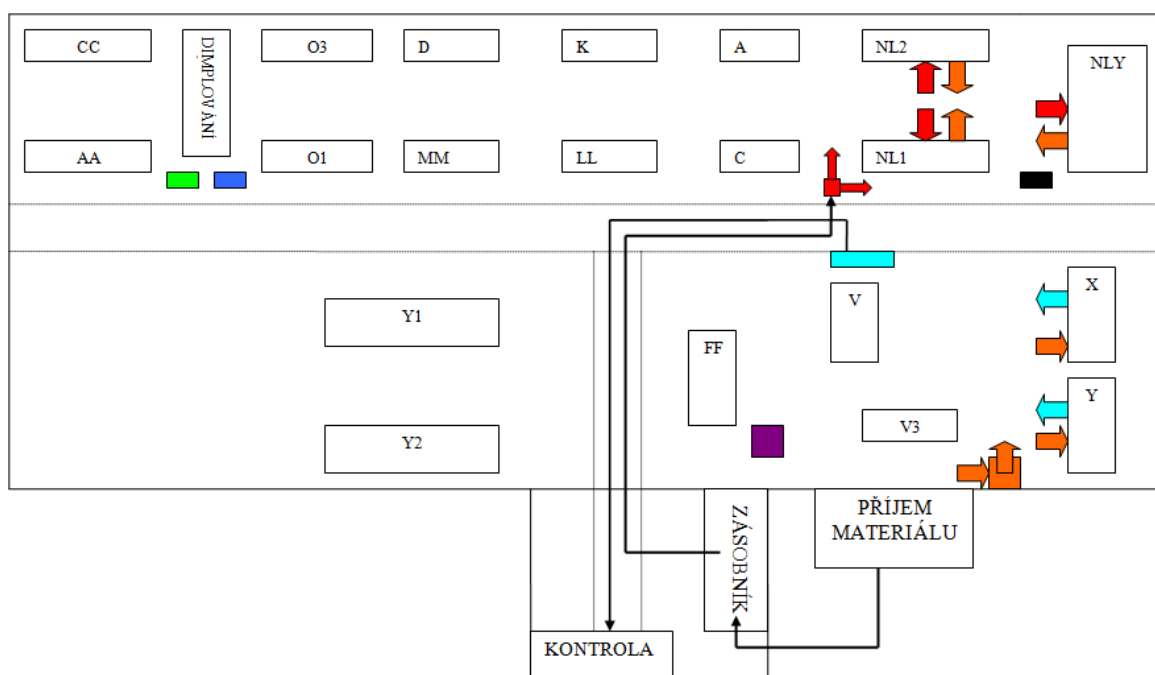 CC
DIMPLOVÁNÍ
O3
D
K
A
NL2
NLY
AA
O1
MM
LL
C
NL1
Y1
V
X
FF
Y2
V3
Y
ZÁSOBNÍK
PŘÍJEM
MATERIÁLU
KONTROLA